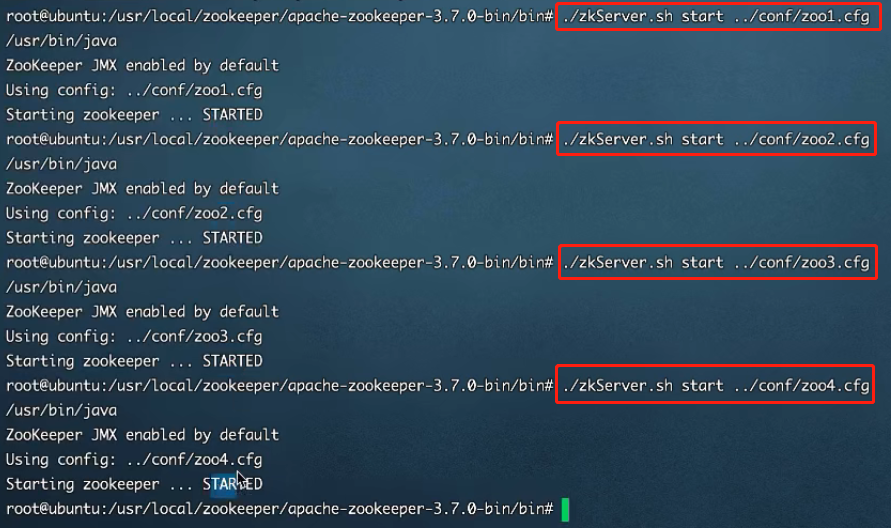 root@ubuntu:/usr/local/zookeeper/apache-zookeeper-3.7.0-bin/bin# ./zkServer.sh start ../conf/zoo1.cfg
/usr/bin/java
ZooKeeper JMX enabled by default
Using config: ../conf/zoo1.cfg
Starting zookeeper ... STARTED
root@ubuntu:/usr/local/zookeeper/apache-zookeeper-3.7.0-bin/bin# ./zkServer.sh start ../conf/zoo2.cfg
/usr/bin/java
ZooKeeper JMX enabled by default
Using config: ../conf/zoo2.cfg
Starting zookeeper ... STARTED
root@ubuntu:/usr/local/zookeeper/apache-zookeeper-3.7.0-bin/bin# ./zkServer.sh start ../conf/zoo3.cfg
/usr/bin/java
ZooKeeper JMX enabled by default
Using config: ../conf/zoo3.cfg
Starting zookeeper ... STARTED
root@ubuntu:/usr/local/zookeeper/apache-zookeeper-3.7.0-bin/bin# ./zkServer.sh start ../conf/zoo4.cfg
/usr/bin/java
ZooKeeper JMX enabled by default
Using config: ../conf/zoo4.cfg
Starting zookeeper ... STARTED
root@ubuntu:/usr/local/zookeeper/apache-zookeeper-3.7.0-bin/bin#